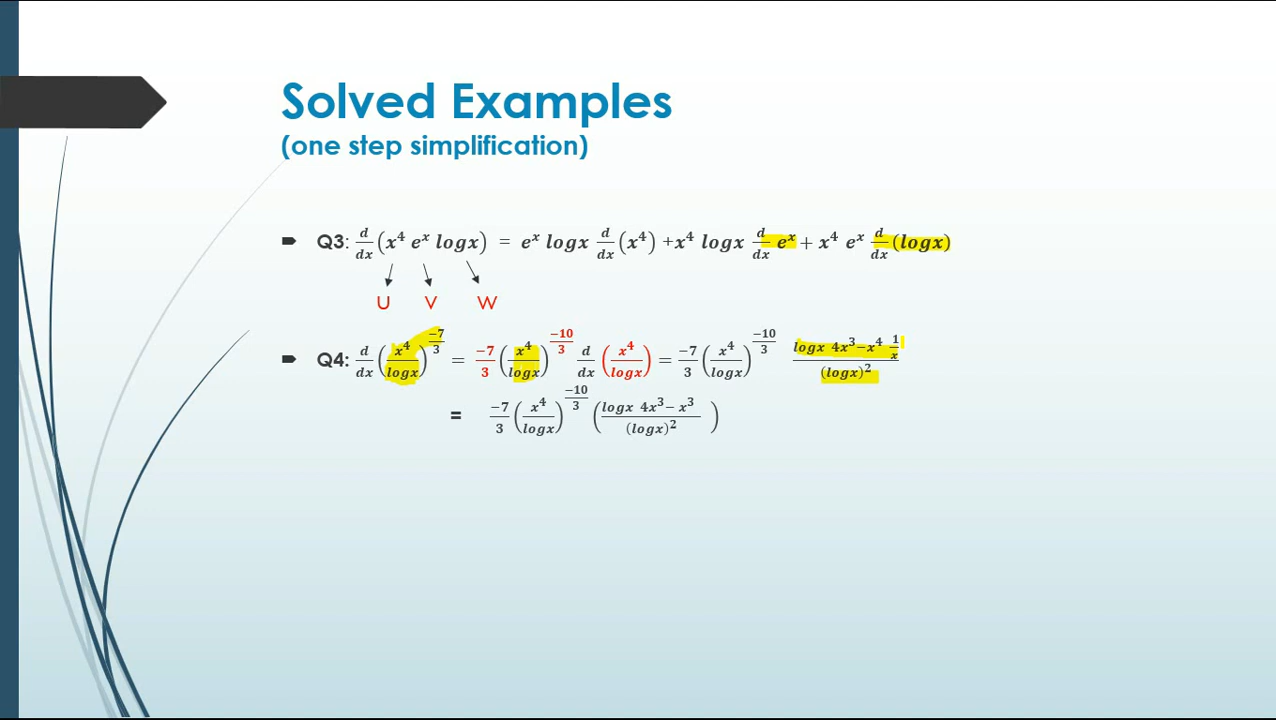 Solved Examples
(one step simplification)
Q3: d/dx (x⁴ eˣ logx) = eˣ logx d/dx (x⁴) +x⁴ logx d/dx eˣ + x⁴ eˣ d/dx (logx)
U V W
Q4: d/dx (x⁴/logx)^(-7/3) = -7/3 (x⁴/logx)^(-10/3) d/dx (x⁴/logx) = -7/3 (x⁴/logx)^(-10/3) (logx 4x³−x⁴ 1/x)/(logx)²
= -7/3 (x⁴/logx)^(-10/3) ((logx 4x³− x³)/(logx)²)